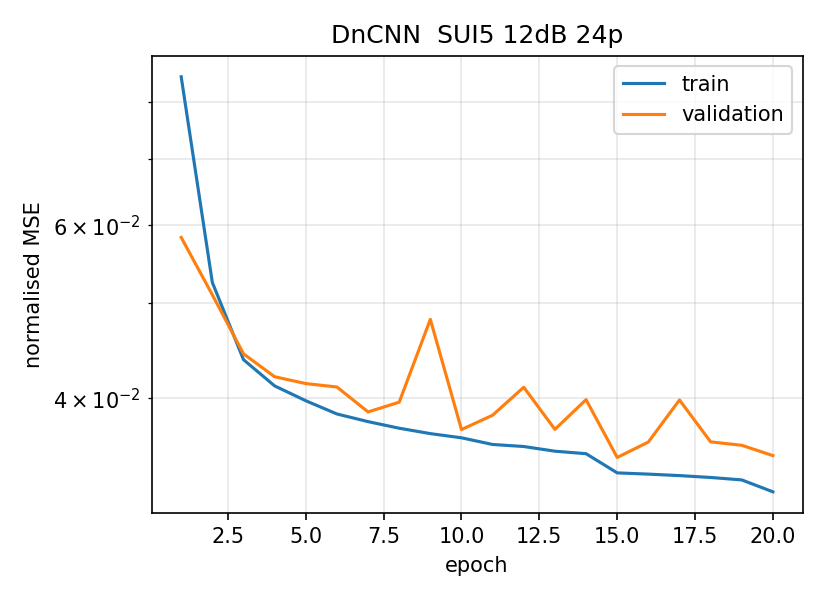 DnCNN  SUI5 12dB 24p
train
validation
normalised MSE
6 × 10⁻²
4 × 10⁻²
2.5 5.0 7.5 10.0 12.5 15.0 17.5 20.0
epoch